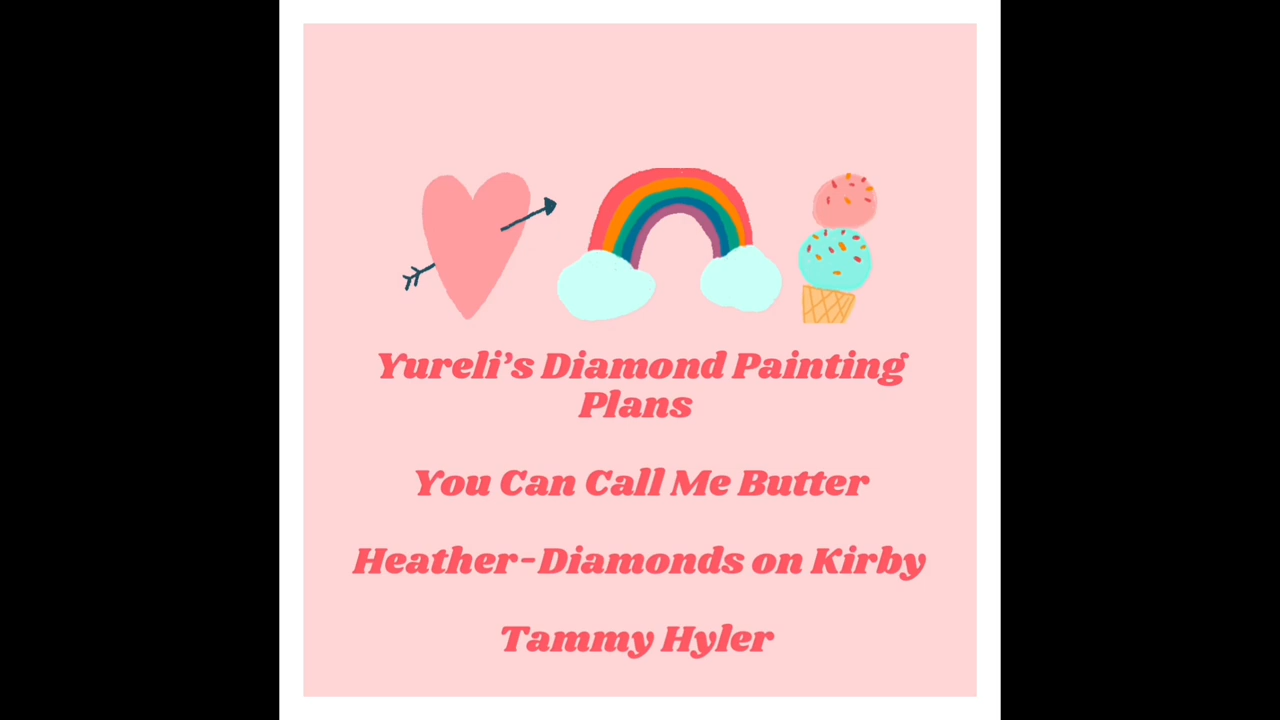 Yureli’s Diamond Painting
Plans
You Can Call Me Butter
Heather-Diamonds on Kirby
Tammy Hyler